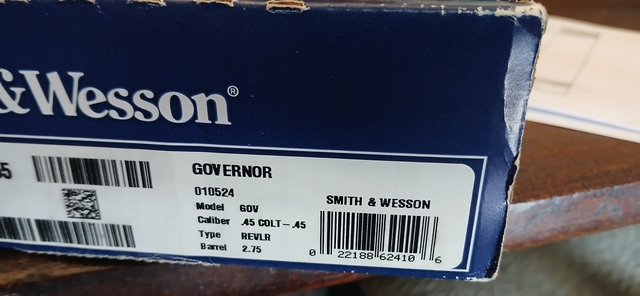 &Wesson®
5
GOVERNOR
010524
Model GOV
Caliber .45 COLT-.45
Type REVLR
Barrel 2.75
SMITH & WESSON
0 22188 62410 6